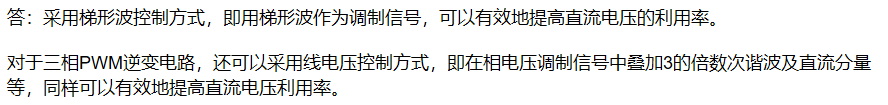 答：采用梯形波控制方式，即用梯形波作为调制信号，可以有效地提高直流电压的利用率。
对于三相PWM逆变电路，还可以采用线电压控制方式，即在相电压调制信号中叠加3的倍数次谐波及直流分量
等，同样可以有效地提高直流电压利用率。